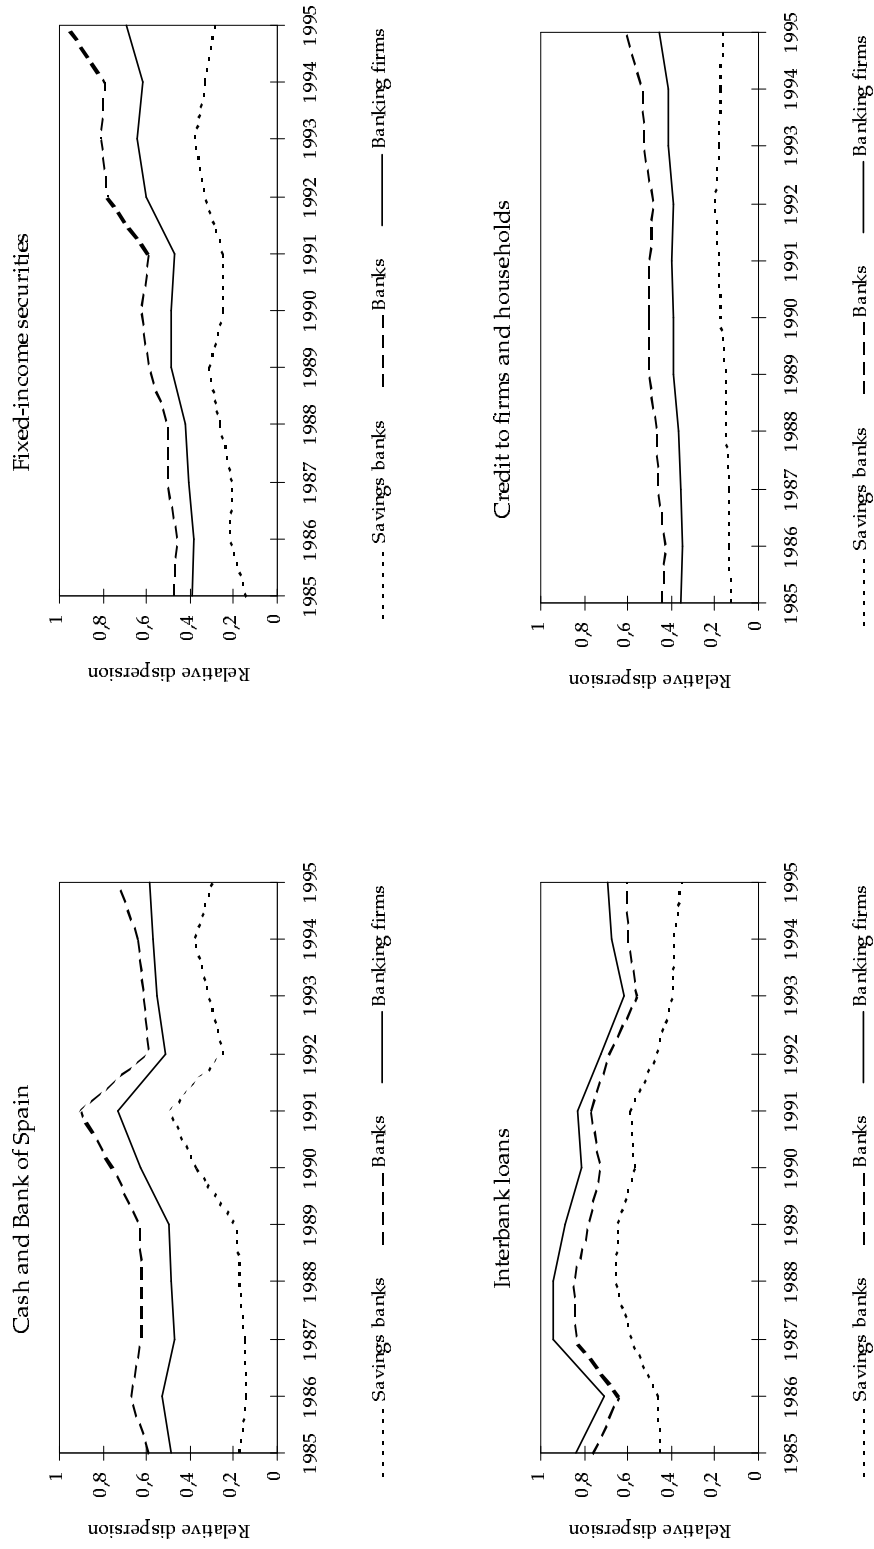 Cash and Bank of Spain
Relative dispersion
1
0,8
0,6
0,4
0,2
0
1985 1986 1987 1988 1989 1990 1991 1992 1993 1994 1995
Savings banks Banks Banking firms
Fixed-income securities
Relative dispersion
1
0,8
0,6
0,4
0,2
0
1985 1986 1987 1988 1989 1990 1991 1992 1993 1994 1995
Savings banks Banks Banking firms
Interbank loans
Relative dispersion
1
0,8
0,6
0,4
0,2
0
1985 1986 1987 1988 1989 1990 1991 1992 1993 1994 1995
Savings banks Banks Banking firms
Credit to firms and households
Relative dispersion
1
0,8
0,6
0,4
0,2
0
1985 1986 1987 1988 1989 1990 1991 1992 1993 1994 1995
Savings banks Banks Banking firms